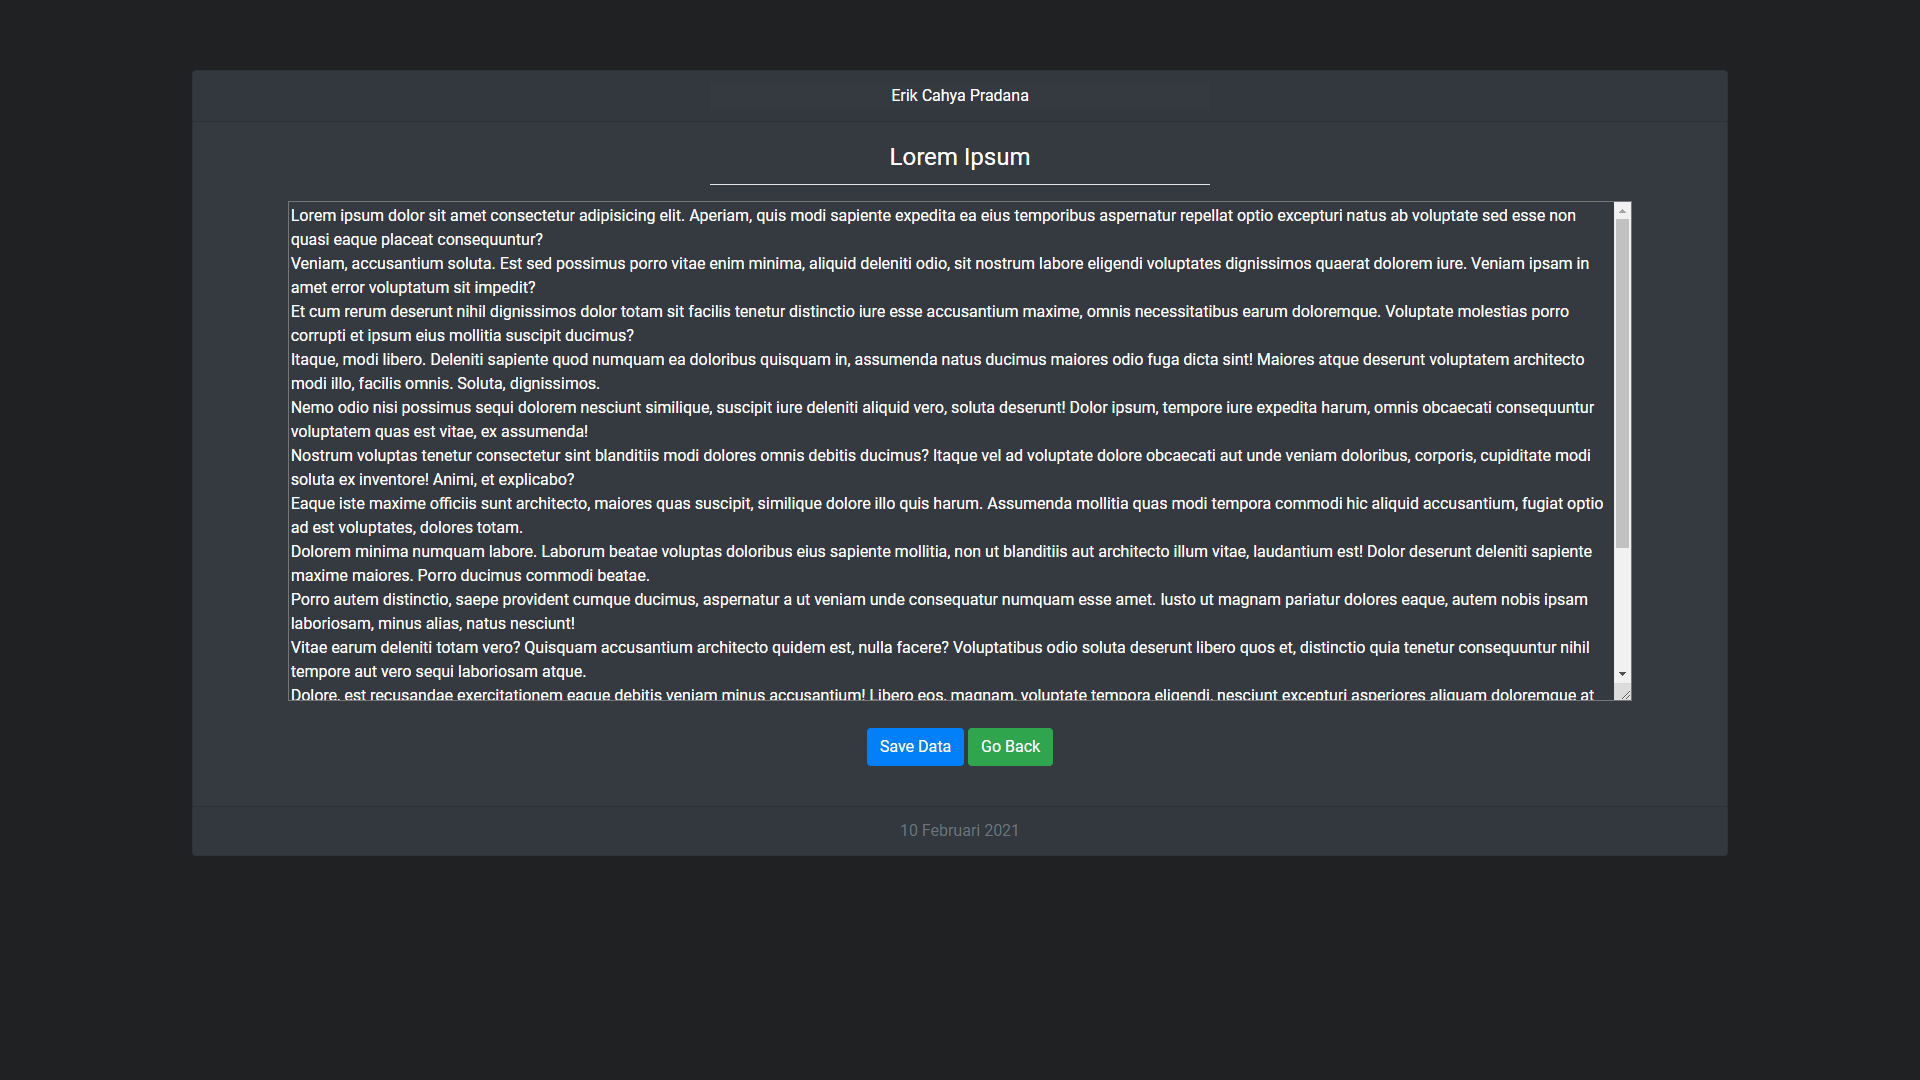 Erik Cahya Pradana
Lorem Ipsum
Lorem ipsum dolor sit amet consectetur adipisicing elit. Aperiam, quis modi sapiente expedita ea eius temporibus aspernatur repellat optio excepturi natus ab voluptate sed esse non
quasi eaque placeat consequuntur?
Veniam, accusantium soluta. Est sed possimus porro vitae enim minima, aliquid deleniti odio, sit nostrum labore eligendi voluptates dignissimos quaerat dolorem iure. Veniam ipsam in
amet error voluptatum sit impedit?
Et cum rerum deserunt nihil dignissimos dolor totam sit facilis tenetur distinctio iure esse accusantium maxime, omnis necessitatibus earum doloremque. Voluptate molestias porro
corrupti et ipsum eius mollitia suscipit ducimus?
Itaque, modi libero. Deleniti sapiente quod numquam ea doloribus quisquam in, assumenda natus ducimus maiores odio fuga dicta sint! Maiores atque deserunt voluptatem architecto
modi illo, facilis omnis. Soluta, dignissimos.
Nemo odio nisi possimus sequi dolorem nesciunt similique, suscipit iure deleniti aliquid vero, soluta deserunt! Dolor ipsum, tempore iure expedita harum, omnis obcaecati consequuntur
voluptatem quas est vitae, ex assumenda!
Nostrum voluptas tenetur consectetur sint blanditiis modi dolores omnis debitis ducimus? Itaque vel ad voluptate dolore obcaecati aut unde veniam doloribus, corporis, cupiditate modi
soluta ex inventore! Animi, et explicabo?
Eaque iste maxime officiis sunt architecto, maiores quas suscipit, similique dolore illo quis harum. Assumenda mollitia quas modi tempora commodi hic aliquid accusantium, fugiat optio
ad est voluptates, dolores totam.
Dolorem minima numquam labore. Laborum beatae voluptas doloribus eius sapiente mollitia, non ut blanditiis aut architecto illum vitae, laudantium est! Dolor deserunt deleniti sapiente
maxime maiores. Porro ducimus commodi beatae.
Porro autem distinctio, saepe provident cumque ducimus, aspernatur a ut veniam unde consequatur numquam esse amet. Iusto ut magnam pariatur dolores eaque, autem nobis ipsam
laboriosam, minus alias, natus nesciunt!
Vitae earum deleniti totam vero? Quisquam accusantium architecto quidem est, nulla facere? Voluptatibus odio soluta deserunt libero quos et, distinctio quia tenetur consequuntur nihil
tempore aut vero sequi laboriosam atque.
Dolore, est recusandae exercitationem eaque debitis veniam minus accusantium! Libero eos, magnam, voluptate tempora eligendi, nesciunt excepturi asperiores aliquam doloremque at
Save Data Go Back
10 Februari 2021